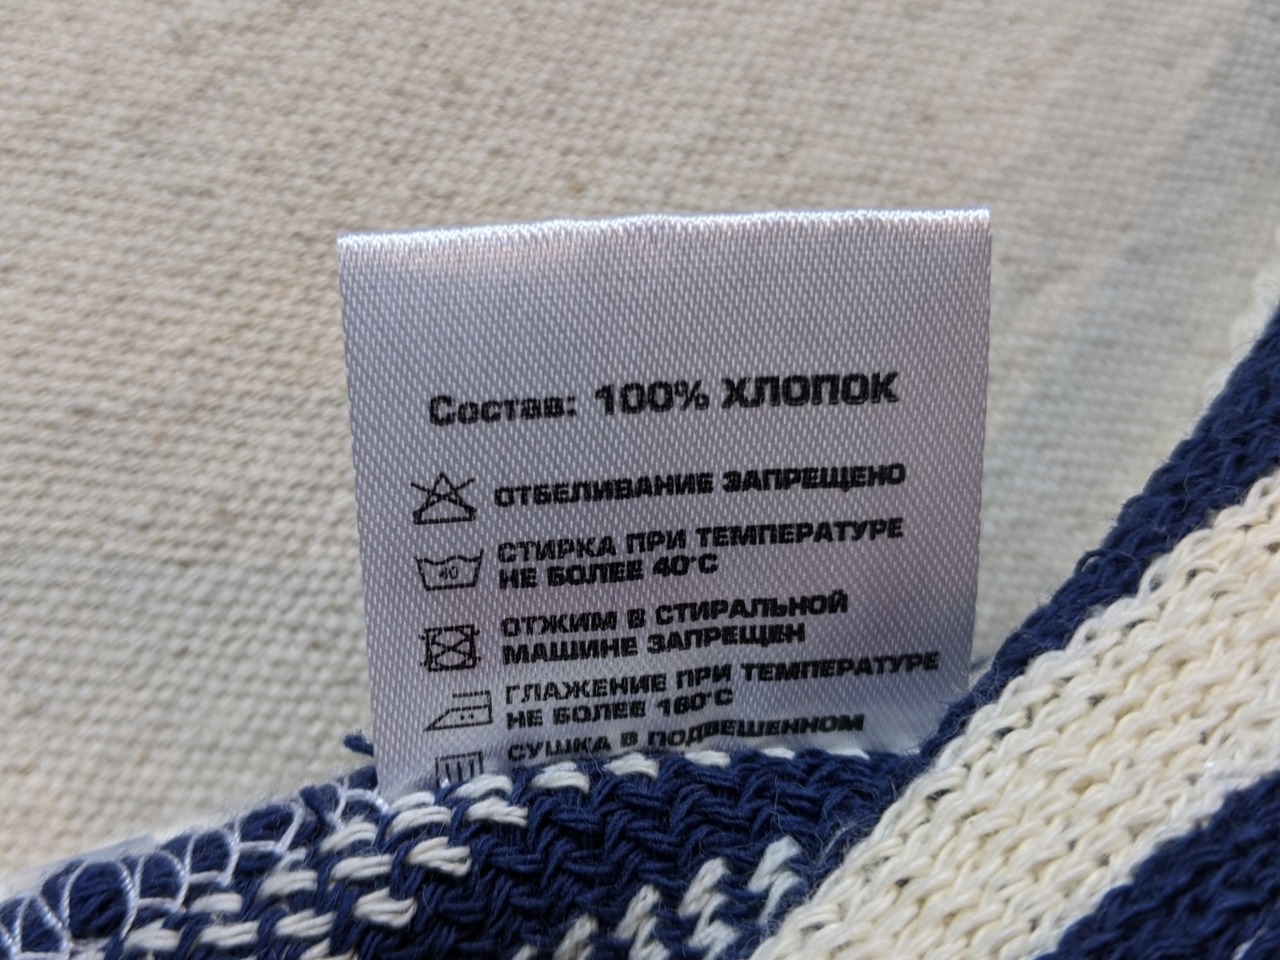 Состав: 100% ХЛОПОК
ОТБЕЛИВАНИЕ ЗАПРЕЩЕНО
40
СТИРКА ПРИ ТЕМПЕРАТУРЕ
НЕ БОЛЕЕ 40°С
ОТЖИМ В СТИРАЛЬНОЙ
МАШИНЕ ЗАПРЕЩЕН
ГЛАЖЕНИЕ ПРИ ТЕМПЕРАТУРЕ
НЕ БОЛЕЕ 160°С
СУШКА В ПОДВЕШЕННОМ